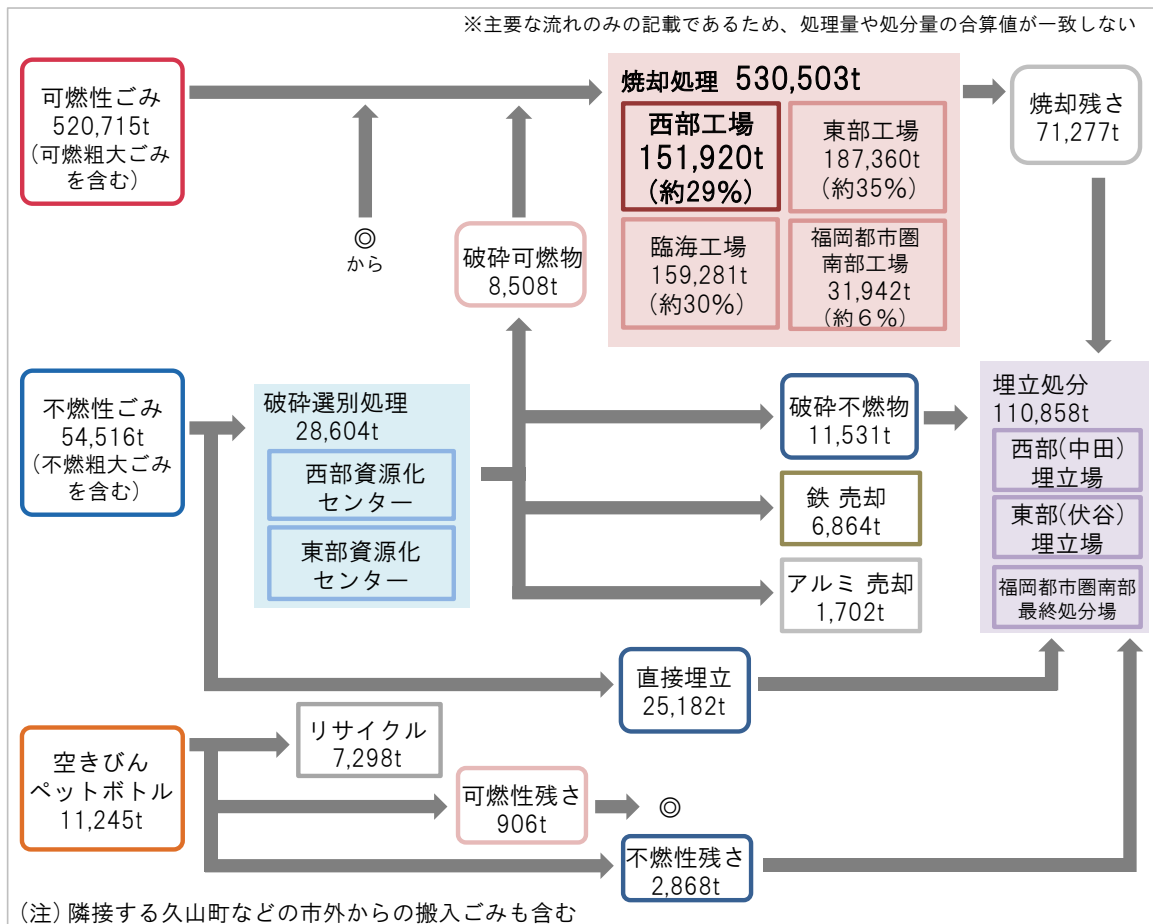 ※主要な流れのみの記載であるため、処理量や処分量の合算値が一致しない
可燃性ごみ
520,715t
(可燃粗大ごみ
を含む)
◎
から
破砕可燃物
8,508t
焼却処理 530,503t
西部工場
151,920t
(約29%)
東部工場
187,360t
(約35%)
臨海工場
159,281t
(約30%)
福岡都市圏
南部工場
31,942t
(約６%)
焼却残さ
71,277t
不燃性ごみ
54,516t
(不燃粗大ごみ
を含む)
破砕選別処理
28,604t
西部資源化
センター
東部資源化
センター
破砕不燃物
11,531t
鉄 売却
6,864t
アルミ 売却
1,702t
埋立処分
110,858t
西部(中田)
埋立場
東部(伏谷)
埋立場
福岡都市圏南部
最終処分場
直接埋立
25,182t
空きびん
ペットボトル
11,245t
リサイクル
7,298t
可燃性残さ
906t
◎
不燃性残さ
2,868t
(注) 隣接する久山町などの市外からの搬入ごみも含む